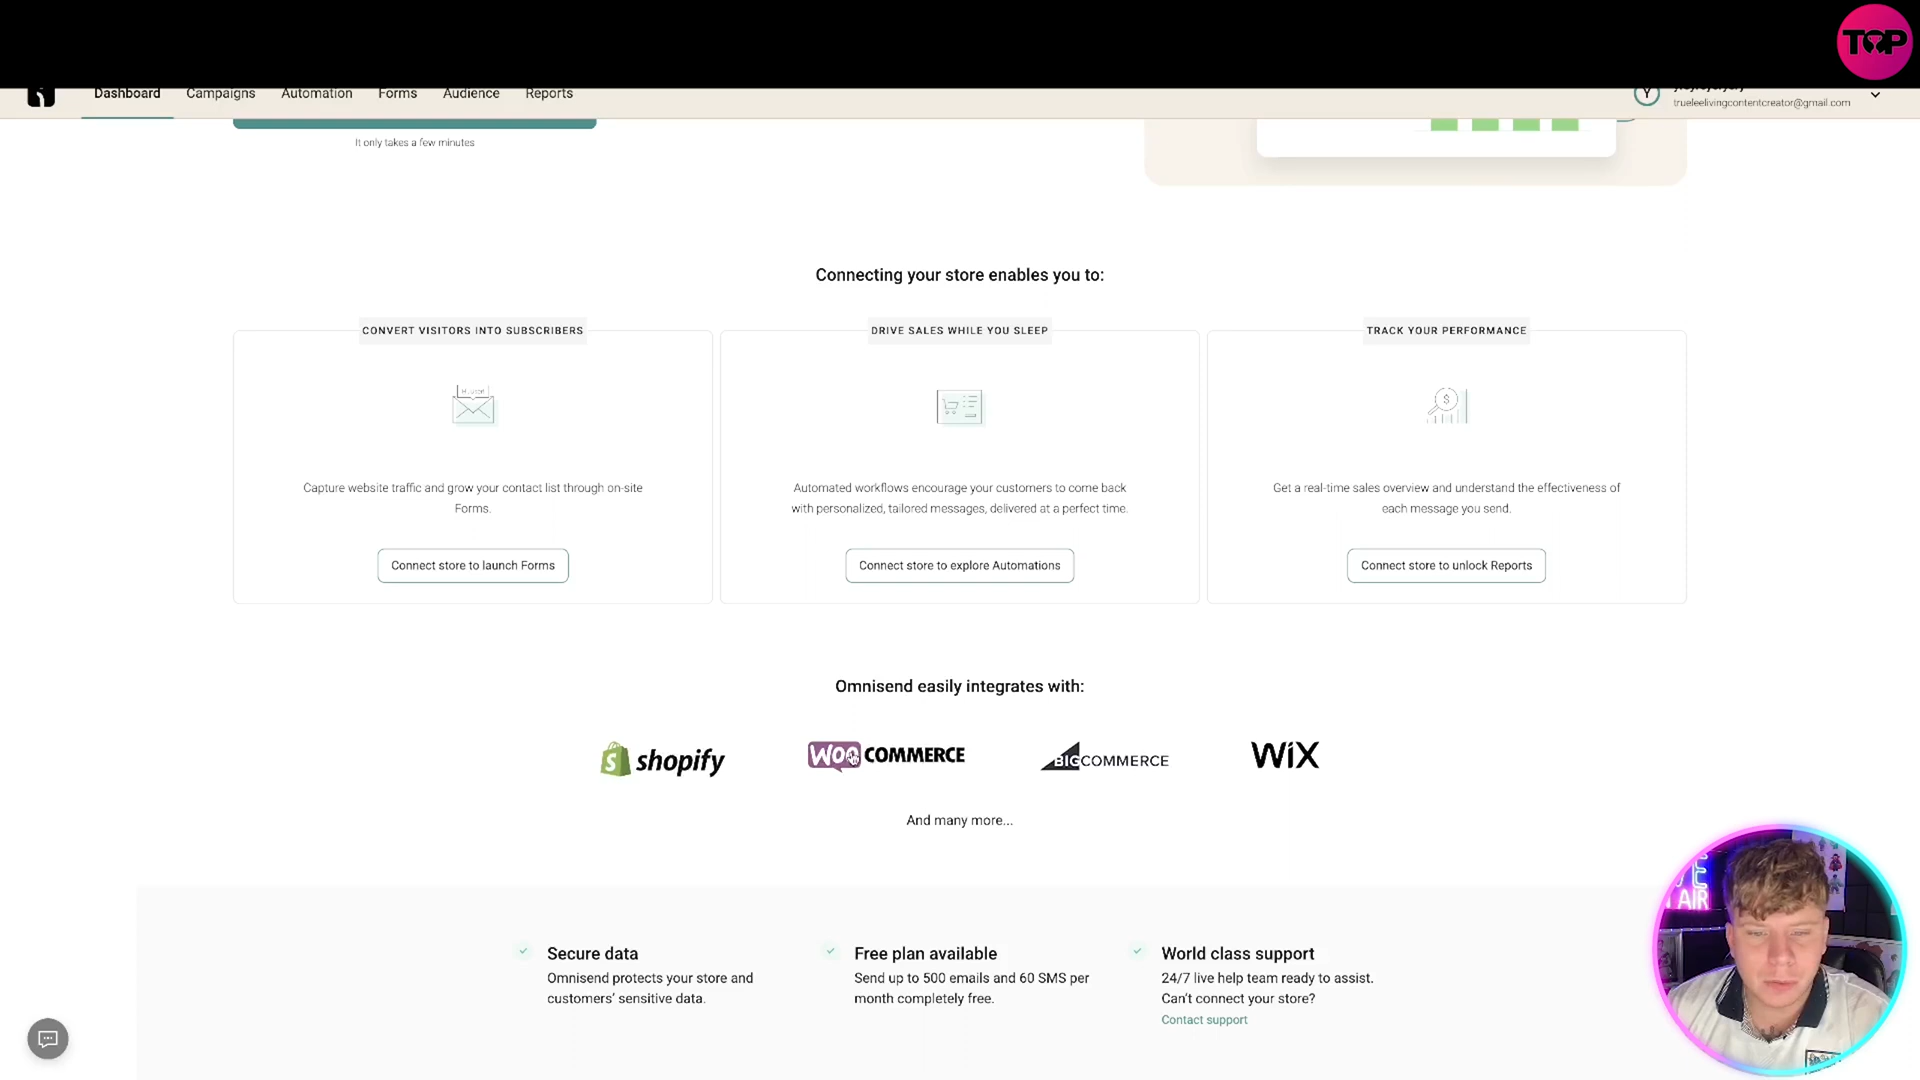 TOP
Dashboard Campaigns Automation Forms Audience Reports
Y
trueleelivingcontentcreator@gmail.com
It only takes a few minutes
Connecting your store enables you to:
CONVERT VISITORS INTO SUBSCRIBERS
Capture website traffic and grow your contact list through on-site
Forms.
Connect store to launch Forms
DRIVE SALES WHILE YOU SLEEP
Automated workflows encourage your customers to come back
with personalized, tailored messages, delivered at a perfect time.
Connect store to explore Automations
TRACK YOUR PERFORMANCE
$
Get a real-time sales overview and understand the effectiveness of
each message you send.
Connect store to unlock Reports
Omnisend easily integrates with:
shopify
WOO COMMERCE
BIGCOMMERCE
WiX
And many more...
Secure data
Omnisend protects your store and
customers’ sensitive data.
Free plan available
Send up to 500 emails and 60 SMS per
month completely free.
World class support
24/7 live help team ready to assist.
Can’t connect your store?
Contact support
AIR